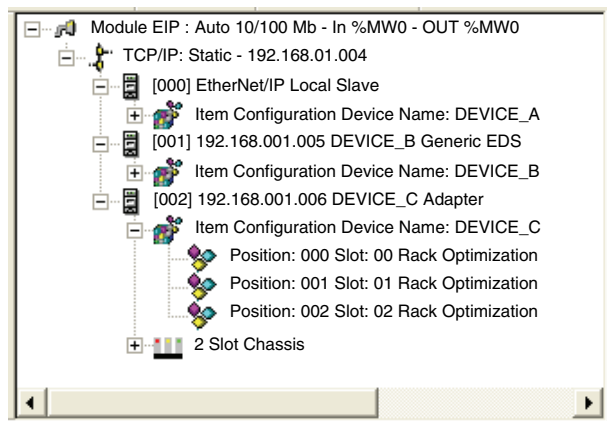 Module EIP : Auto 10/100 Mb - In %MW0 - OUT %MW0
TCP/IP: Static - 192.168.01.004
[000] EtherNet/IP Local Slave
Item Configuration Device Name: DEVICE_A
[001] 192.168.001.005 DEVICE_B Generic EDS
Item Configuration Device Name: DEVICE_B
[002] 192.168.001.006 DEVICE_C Adapter
Item Configuration Device Name: DEVICE_C
Position: 000 Slot: 00 Rack Optimization
Position: 001 Slot: 01 Rack Optimization
Position: 002 Slot: 02 Rack Optimization
2 Slot Chassis